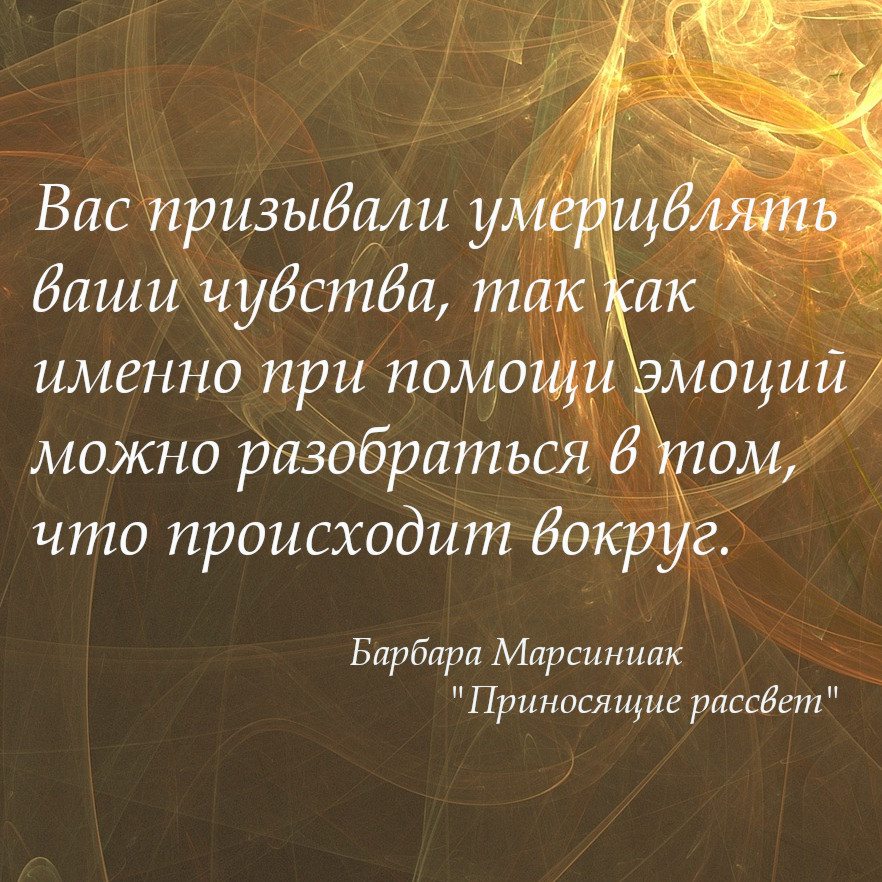 Вас призывали умерщвлять
ваши чувства, так как
именно при помощи эмоций
можно разобраться в том,
что происходит вокруг.
Барбара Марсиниак
"Приносящие рассвет"